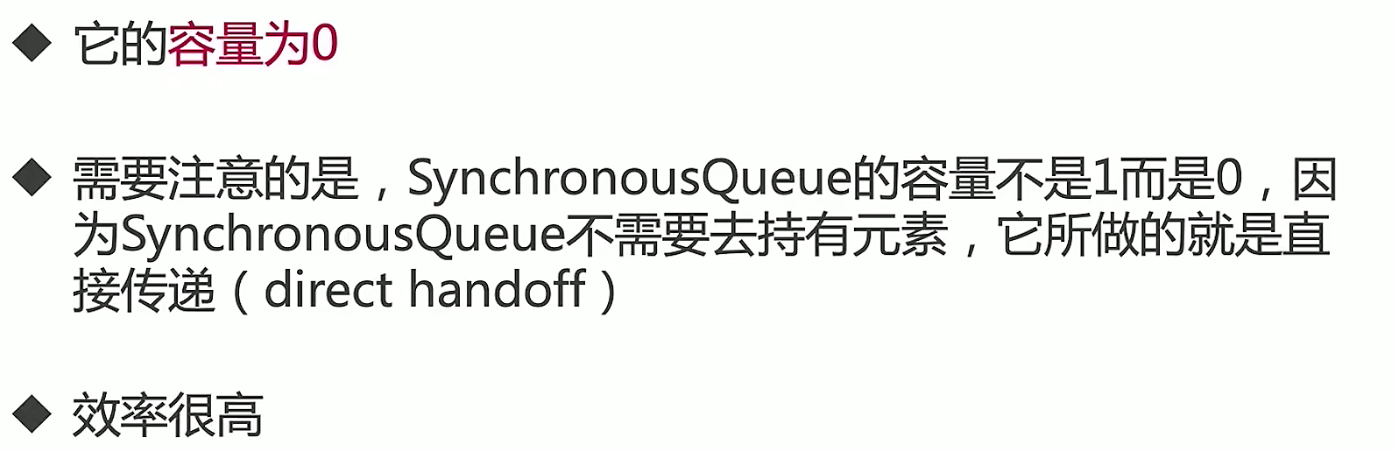 ◆ 它的容量为0
◆ 需要注意的是，SynchronousQueue的容量不是1而是0，因
为SynchronousQueue不需要去持有元素，它所做的就是直
接传递（direct handoff）
◆ 效率很高